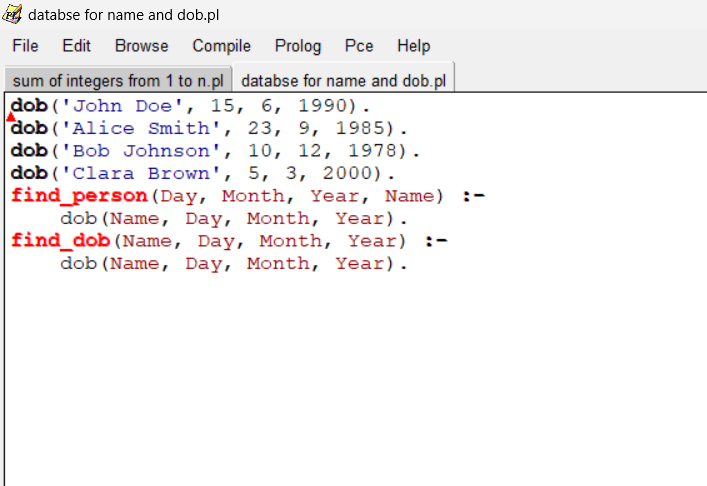 databse for name and dob.pl
File Edit Browse Compile Prolog Pce Help
sum of integers from 1 to n.pl databse for name and dob.pl
dob('John Doe', 15, 6, 1990).
dob('Alice Smith', 23, 9, 1985).
dob('Bob Johnson', 10, 12, 1978).
dob('Clara Brown', 5, 3, 2000).
find_person(Day, Month, Year, Name) :-
    dob(Name, Day, Month, Year).
find_dob(Name, Day, Month, Year) :-
    dob(Name, Day, Month, Year).